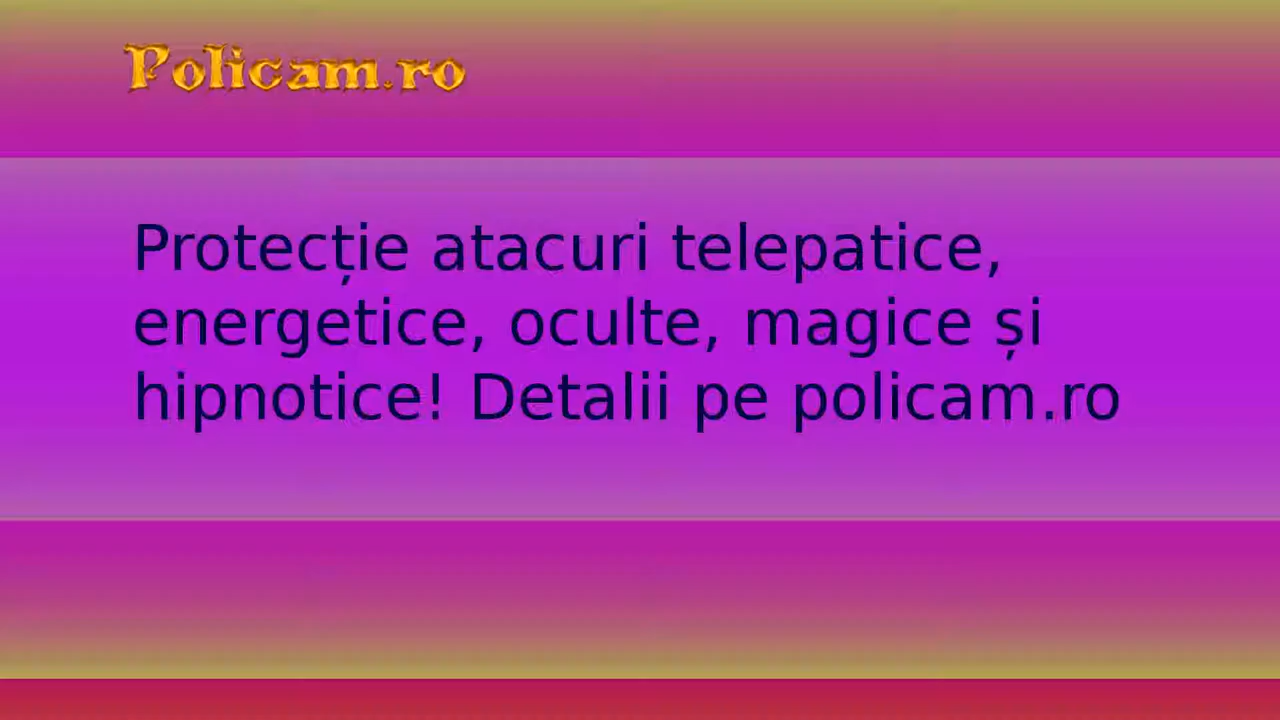 Policam.ro
Protecție atacuri telepatice,
energetice, oculte, magice și
hipnotice! Detalii pe policam.ro